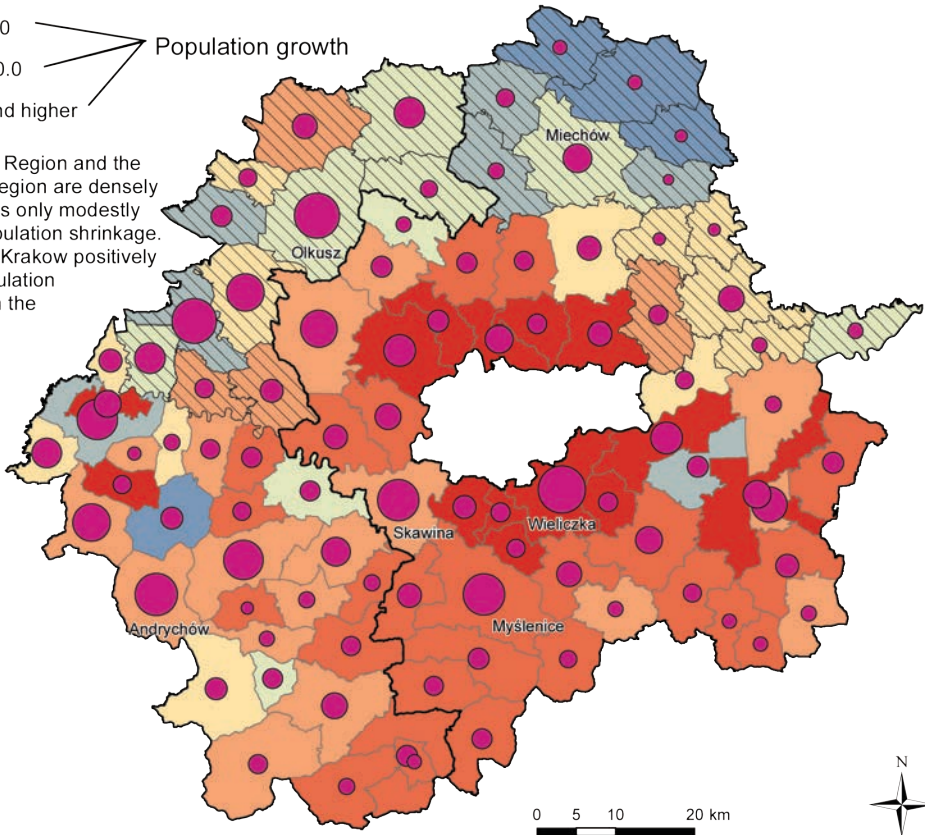 0
Population growth
0.0
nd higher
Region and the
egion are densely
s only modestly
pulation shrinkage.
Krakow positively
ulation
the
Miechów
Olkusz
Skawina
Wieliczka
Andrychów
Myślenice
N
0 5 10 20 km